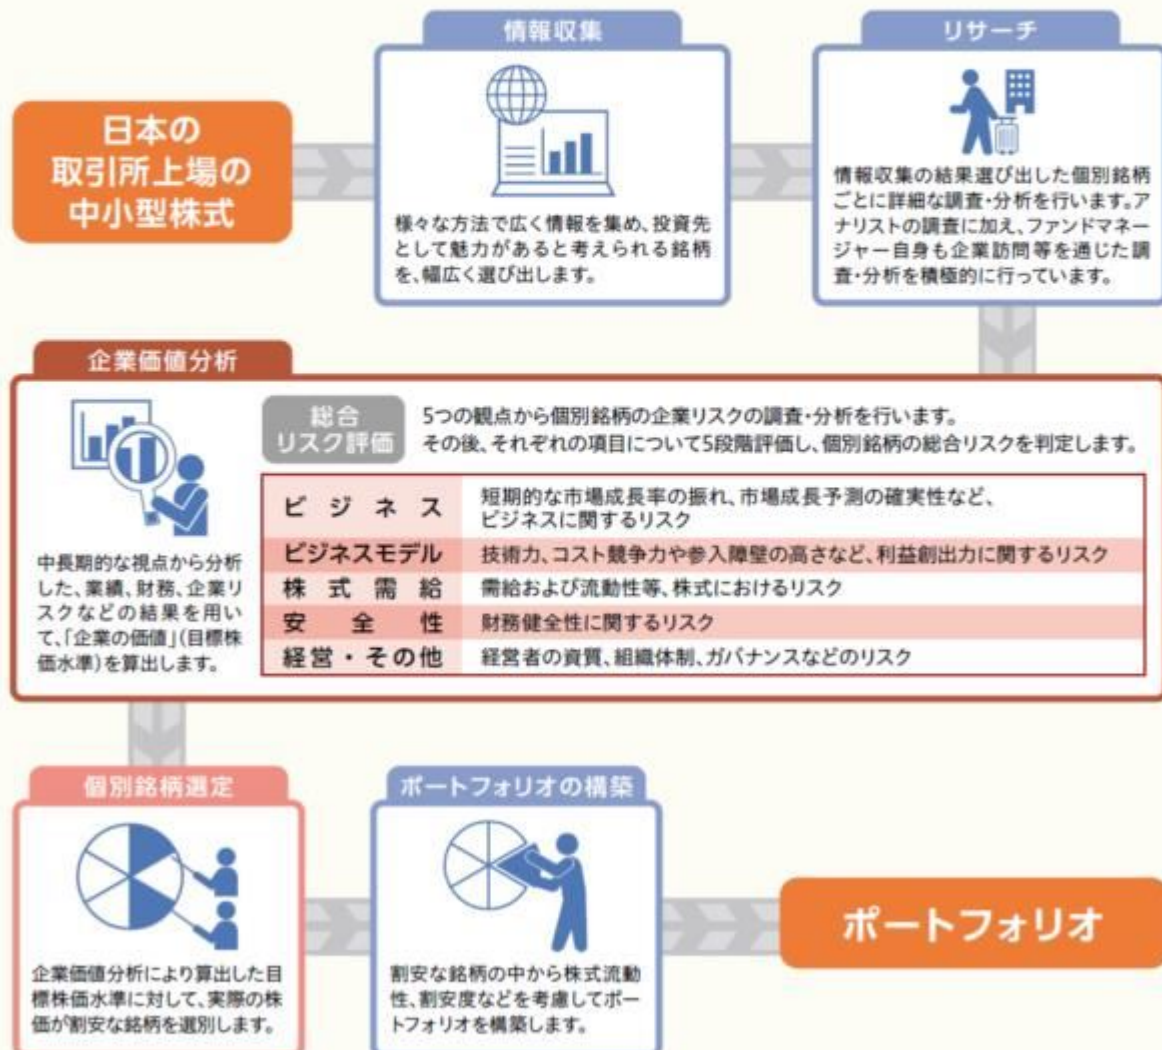 日本の
取引所上場の
中小型株式
情報収集
様々な方法で広く情報を集め、投資先
として魅力があると考えられる銘柄
を、幅広く選び出します。
リサーチ
情報収集の結果選び出した個別銘柄
ごとに詳細な調査・分析を行います。ア
ナリストの調査に加え、ファンドマネー
ジャー自身も企業訪問等を通じた調
査・分析を積極的に行っています。
企業価値分析
中長期的な視点から分析
した、業績、財務、企業リ
スクなどの結果を用い
て、「企業の価値」(目標株
価水準)を算出します。
総合
リスク評価
5つの観点から個別銘柄の企業リスクの調査・分析を行います。
その後、それぞれの項目について5段階評価し、個別銘柄の総合リスクを判定します。
ビジネス
短期的な市場成長率の振れ、市場成長予測の確実性など、
ビジネスに関するリスク
ビジネスモデル 技術力、コスト競争力や参入障壁の高さなど、利益創出力に関するリスク
株式需給 需給および流動性等、株式におけるリスク
安全性 財務健全性に関するリスク
経営・その他 経営者の資質、組織体制、ガバナンスなどのリスク
個別銘柄選定
企業価値分析により算出した目
標株価水準に対して、実際の株
価が割安な銘柄を選別します。
ポートフォリオの構築
割安な銘柄の中から株式流動
性、割安度などを考慮してポー
トフォリオを構築します。
ポートフォリオ